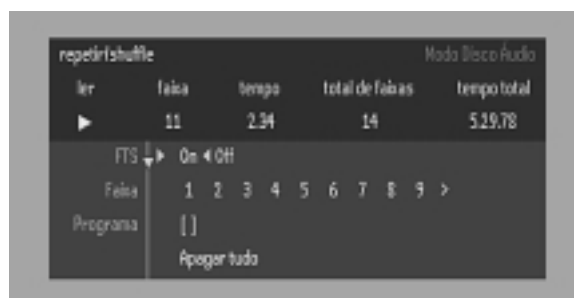 repetir/shuffle Modo Disco Áudio
ler faixa tempo total de faixas tempo total
11 2.34 14 5.29.78
FTS On Off
Faixa 1 2 3 4 5 6 7 8 9 >
Programa [ ]
Apagar tudo